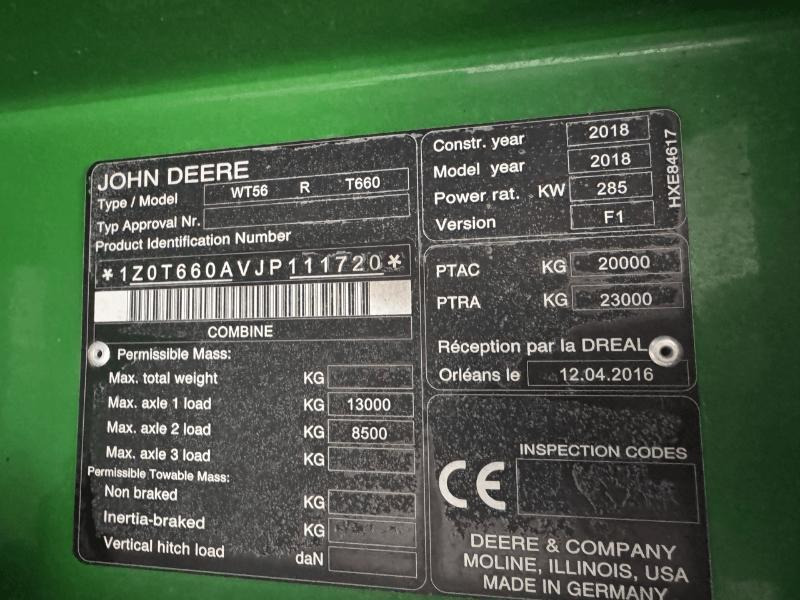 JOHN DEERE
Type / Model WT56 R T660
Typ Approval Nr.
Product Identification Number
*1Z0T660AVJP111720*
COMBINE
Permissible Mass:
Max. total weight KG
Max. axle 1 load KG 13000
Max. axle 2 load KG 8500
Max. axle 3 load KG
Permissible Towable Mass:
Non braked KG
Inertia-braked KG
Vertical hitch load daN
Constr. year 2018
Model year 2018
Power rat. KW 285
Version F1
HXE84617
PTAC KG 20000
PTRA KG 23000
Réception par la DREAL
Orléans le 12.04.2016
INSPECTION CODES
CE
DEERE & COMPANY
MOLINE, ILLINOIS, USA
MADE IN GERMANY